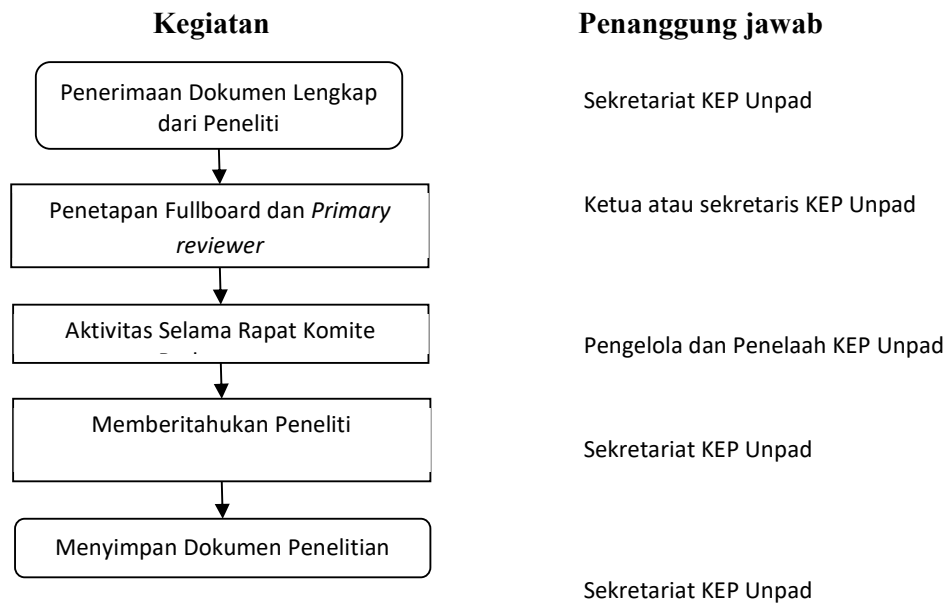 Kegiatan
Penanggung jawab
Penerimaan Dokumen Lengkap
dari Peneliti
Sekretariat KEP Unpad
Penetapan Fullboard dan Primary
reviewer
Ketua atau sekretaris KEP Unpad
Aktivitas Selama Rapat Komite
Pengelola dan Penelaah KEP Unpad
Memberitahukan Peneliti
Sekretariat KEP Unpad
Menyimpan Dokumen Penelitian
Sekretariat KEP Unpad